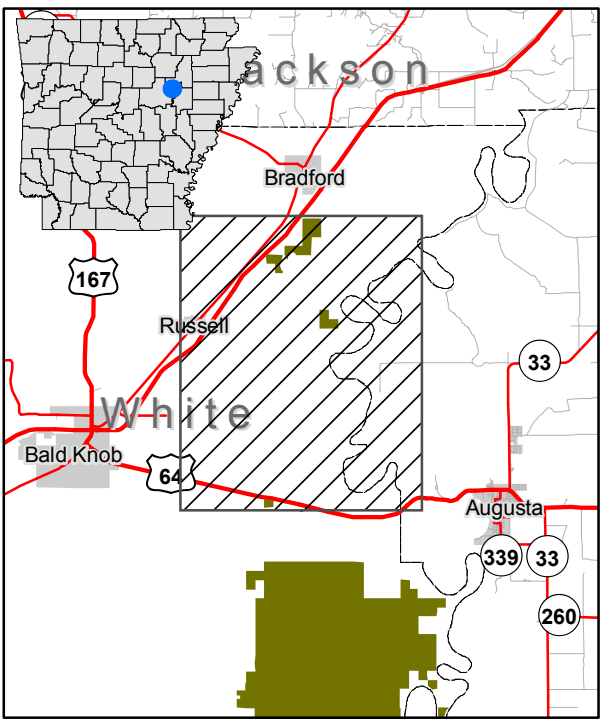 ackson
Bradford
167
Russell
33
White
Bald Knob
64
Augusta
339
33
260